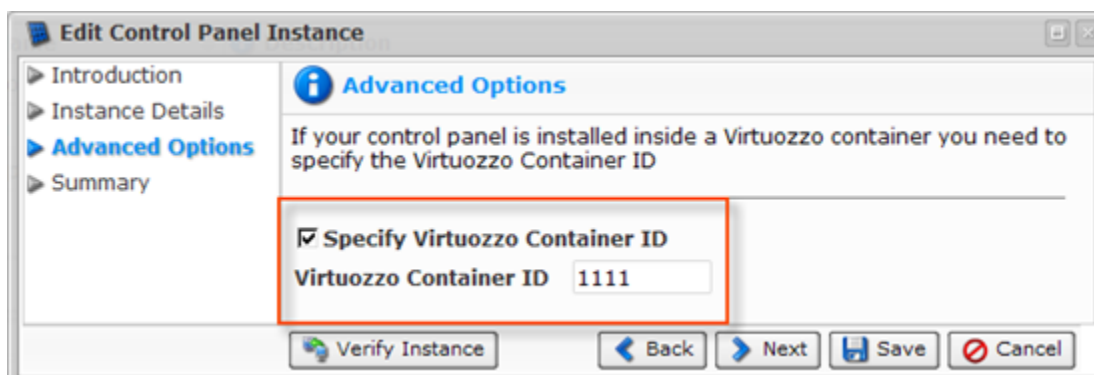 Edit Control Panel Instance
Introduction
Instance Details
Advanced Options
Summary
Advanced Options
If your control panel is installed inside a Virtuozzo container you need to
specify the Virtuozzo Container ID
Specify Virtuozzo Container ID
Virtuozzo Container ID 1111
Verify Instance Back Next Save Cancel